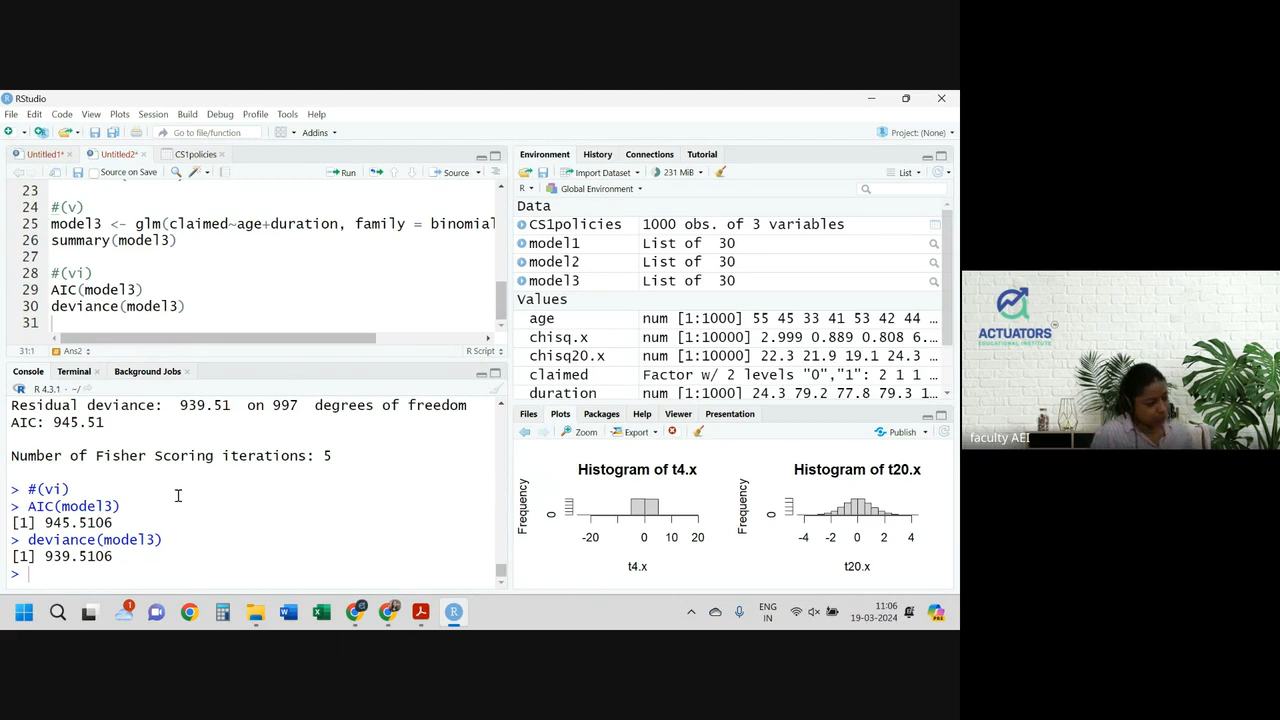 RStudio
File Edit Code View Plots Session Build Debug Profile Tools Help
Go to file/function Addins Project: (None)
Untitled1* Untitled2* CS1policies
Source on Save Run Source
23
24 #(v)
25 model3 <- glm(claimed~age+duration, family = binomial
26 summary(model3)
27
28 #(vi)
29 AIC(model3)
30 deviance(model3)
31
31:1 Ans2 R Script
Console Terminal Background Jobs
R 4.3.1 · ~/
Residual deviance: 939.51 on 997 degrees of freedom
AIC: 945.51
Number of Fisher Scoring iterations: 5
> #(vi)
> AIC(model3)
[1] 945.5106
> deviance(model3)
[1] 939.5106
>
Environment History Connections Tutorial
Import Dataset 231 MiB List
R Global Environment
Data
CS1policies 1000 obs. of 3 variables
model1 List of 30
model2 List of 30
model3 List of 30
Values
age num [1:1000] 55 45 33 41 53 42 44 …
chisq.x num [1:1000] 2.999 0.889 0.808 6.…
chisq20.x num [1:1000] 22.3 21.9 19.1 24.3 …
claimed Factor w/ 2 levels "0","1": 2 1 1 …
duration num [1:1000] 24.3 79.2 77.8 79.3 1…
Files Plots Packages Help Viewer Presentation
Zoom Export Publish
Histogram of t4.x
Frequency
0
-20 0 10 20
t4.x
Histogram of t20.x
Frequency
0
-4 -2 0 2 4
t20.x
1
ENG
IN
11:06
19-03-2024
PRE
ACTUATORS
EDUCATIONAL INSTITUTE
faculty AEI